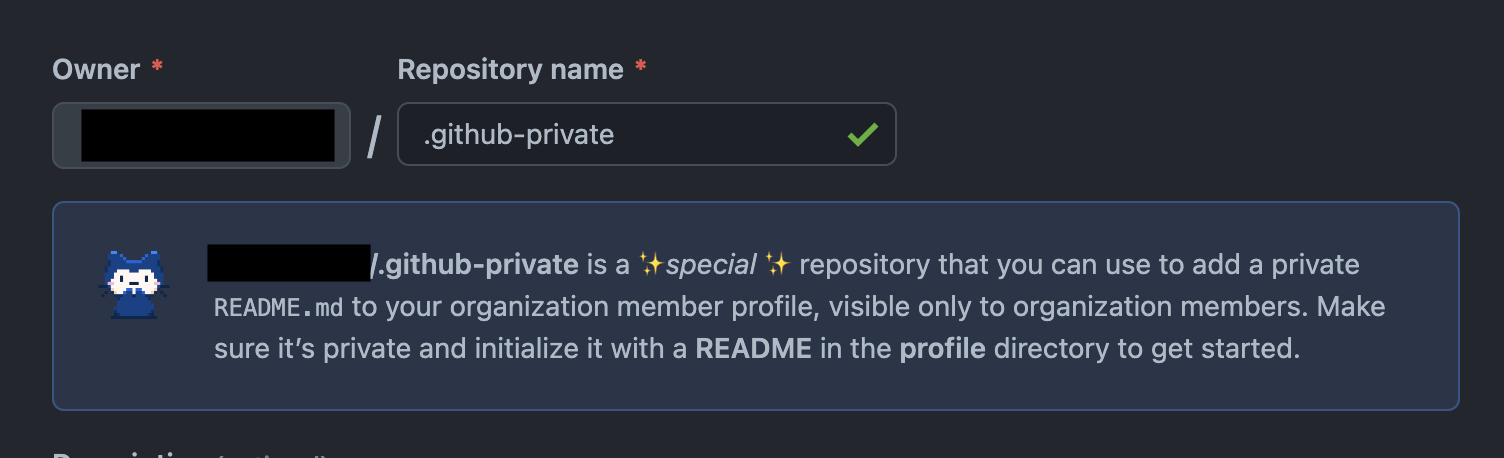 Owner * Repository name *
/ .github-private
/.github-private is a ✨special ✨ repository that you can use to add a private
README.md to your organization member profile, visible only to organization members. Make
sure it’s private and initialize it with a README in the profile directory to get started.